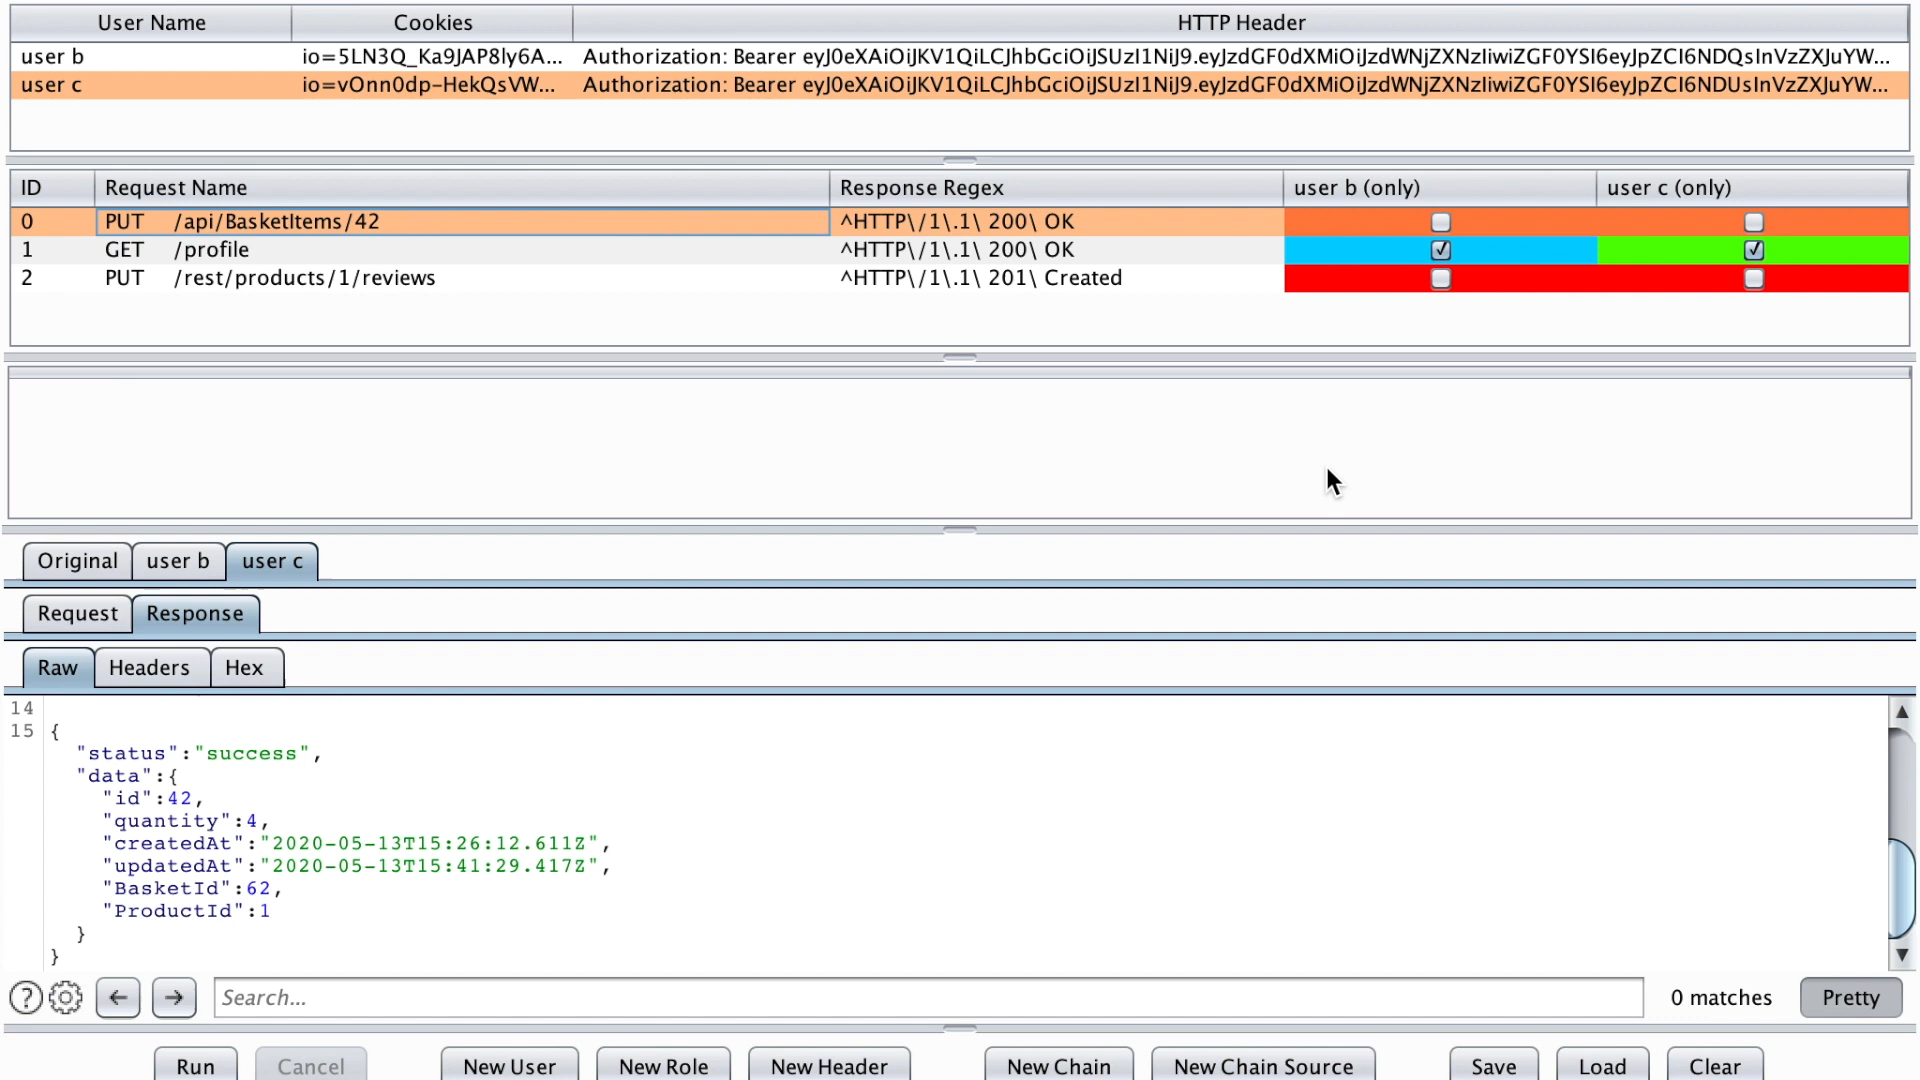 User Name Cookies HTTP Header
user b io=5LN3Q_Ka9JAP8ly6A... Authorization: Bearer eyJ0eXAiOiJKV1QiLCJhbGciOiJSUzI1NiJ9.eyJzdGF0dXMiOiJzdWNjZXNzIiwiZGF0YSI6eyJpZCI6NDQsInVzZXJuYW...
user c io=vOnn0dp-HekQsVW... Authorization: Bearer eyJ0eXAiOiJKV1QiLCJhbGciOiJSUzI1NiJ9.eyJzdGF0dXMiOiJzdWNjZXNzIiwiZGF0YSI6eyJpZCI6NDUsInVzZXJuYW...
ID Request Name Response Regex user b (only) user c (only)
0 PUT /api/BasketItems/42 ^HTTP\/1\.1\ 200\ OK
1 GET /profile ^HTTP\/1\.1\ 200\ OK
2 PUT /rest/products/1/reviews ^HTTP\/1\.1\ 201\ Created
Original user b user c
Request Response
Raw Headers Hex
14
15 {
"status":"success",
"data":{
"id":42,
"quantity":4,
"createdAt":"2020-05-13T15:26:12.611Z",
"updatedAt":"2020-05-13T15:41:29.417Z",
"BasketId":62,
"ProductId":1
}
}
? Search... 0 matches Pretty
Run Cancel New User New Role New Header New Chain New Chain Source Save Load Clear